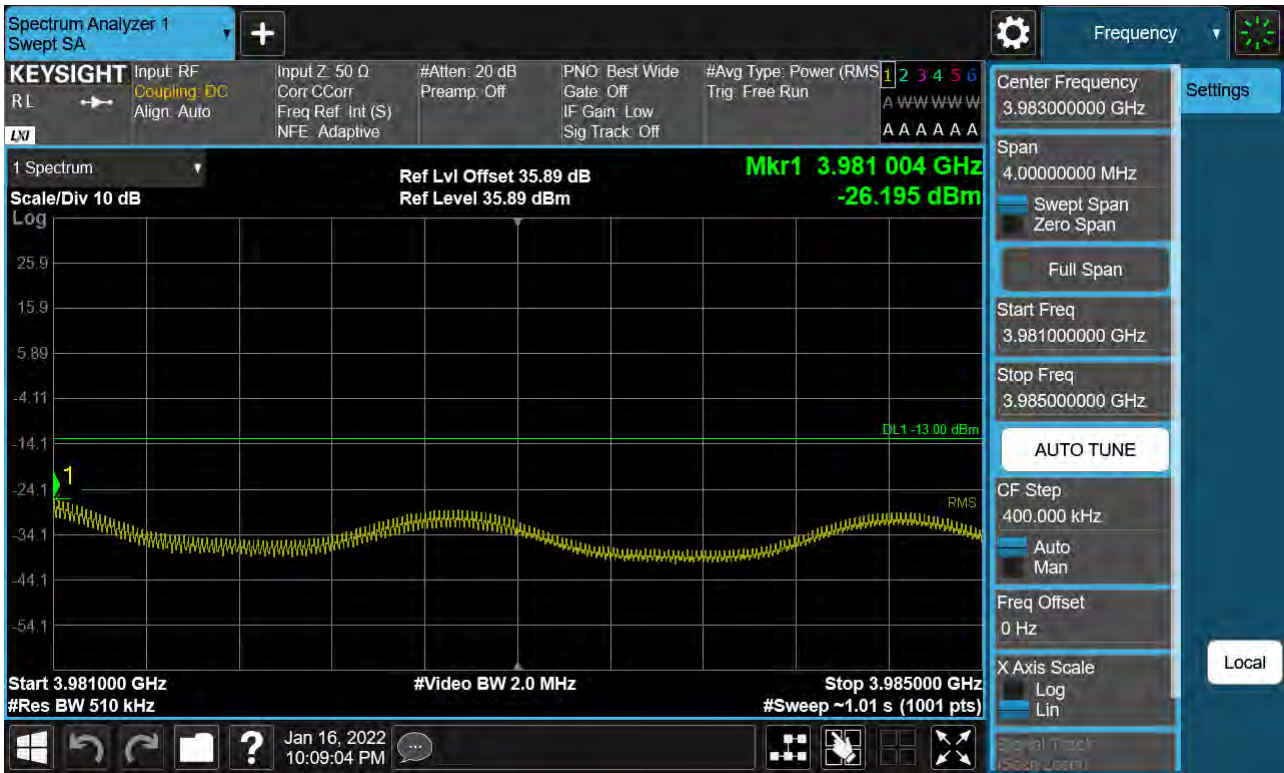 Spectrum Analyzer 1
Swept SA
+
Frequency
KEYSIGHT
RL
LXI
Input: RF
Coupling: DC
Align: Auto
Input Z: 50 Ω
Corr CCorr
Freq Ref: Int (S)
NFE: Adaptive
#Atten: 20 dB
Preamp: Off
PNO: Best Wide
Gate: Off
IF Gain: Low
Sig Track: Off
#Avg Type: Power (RMS
Trig: Free Run
1 2 3 4 5 6
A W W W W W
A A A A A A
1 Spectrum
Scale/Div 10 dB
Log
Ref Lvl Offset 35.89 dB
Ref Level 35.89 dBm
Mkr1 3.981 004 GHz
-26.195 dBm
25.9
15.9
5.89
-4.11
-14.1
-24.1
-34.1
-44.1
-54.1
DL1 -13.00 dBm
1
RMS
Start 3.981000 GHz
#Res BW 510 kHz
#Video BW 2.0 MHz
Stop 3.985000 GHz
#Sweep ~1.01 s (1001 pts)
Center Frequency
3.983000000 GHz
Settings
Span
4.00000000 MHz
Swept Span
Zero Span
Full Span
Start Freq
3.981000000 GHz
Stop Freq
3.985000000 GHz
AUTO TUNE
CF Step
400.000 kHz
Auto
Man
Freq Offset
0 Hz
X Axis Scale
Log
Lin
Local
Signal Track
(Span Zoom)
?
Jan 16, 2022
10:09:04 PM